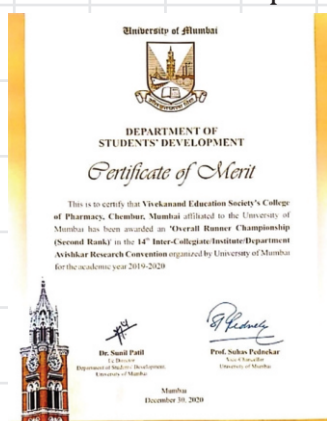 University of Mumbai
DEPARTMENT OF
STUDENTS' DEVELOPMENT
Certificate of Merit
This is to certify that Vivekanand Education Society's College
of Pharmacy, Chembur, Mumbai affiliated to the University of
Mumbai has been awarded an 'Overall Runner Championship
(Second Rank)' in the 14th Inter-Collegiate/Institute/Department
Avishkar Research Convention organized by University of Mumbai
for the academic year 2019-2020
Dr. Sunil Patil
Director
Department of Students' Development
University of Mumbai
Prof. Suhas Pednekar
Vice Chancellor
University of Mumbai
Mumbai
December 30, 2020